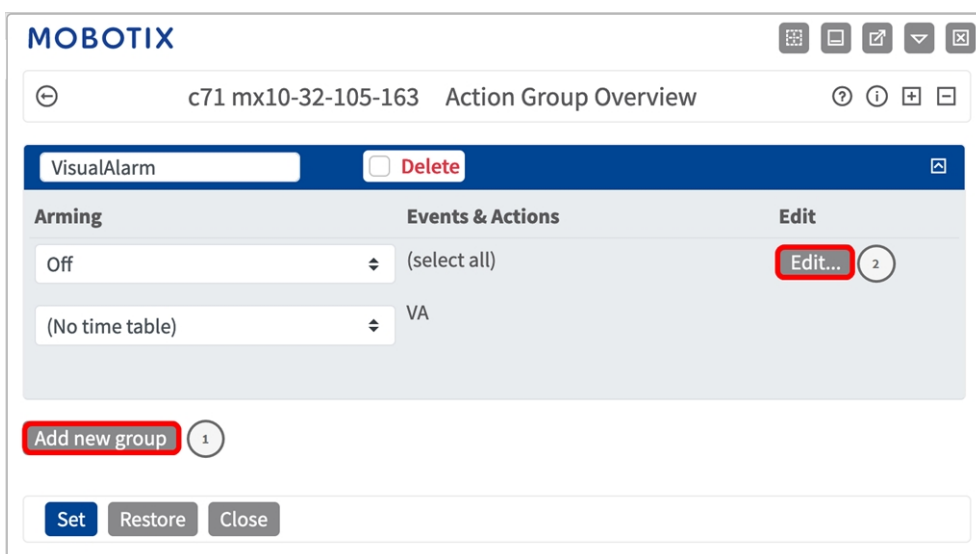 MOBOTIX
c71 mx10-32-105-163 Action Group Overview
VisualAlarm
Delete
Arming
Events & Actions
Edit
Off
(select all)
Edit...
2
(No time table)
VA
Add new group
1
Set
Restore
Close